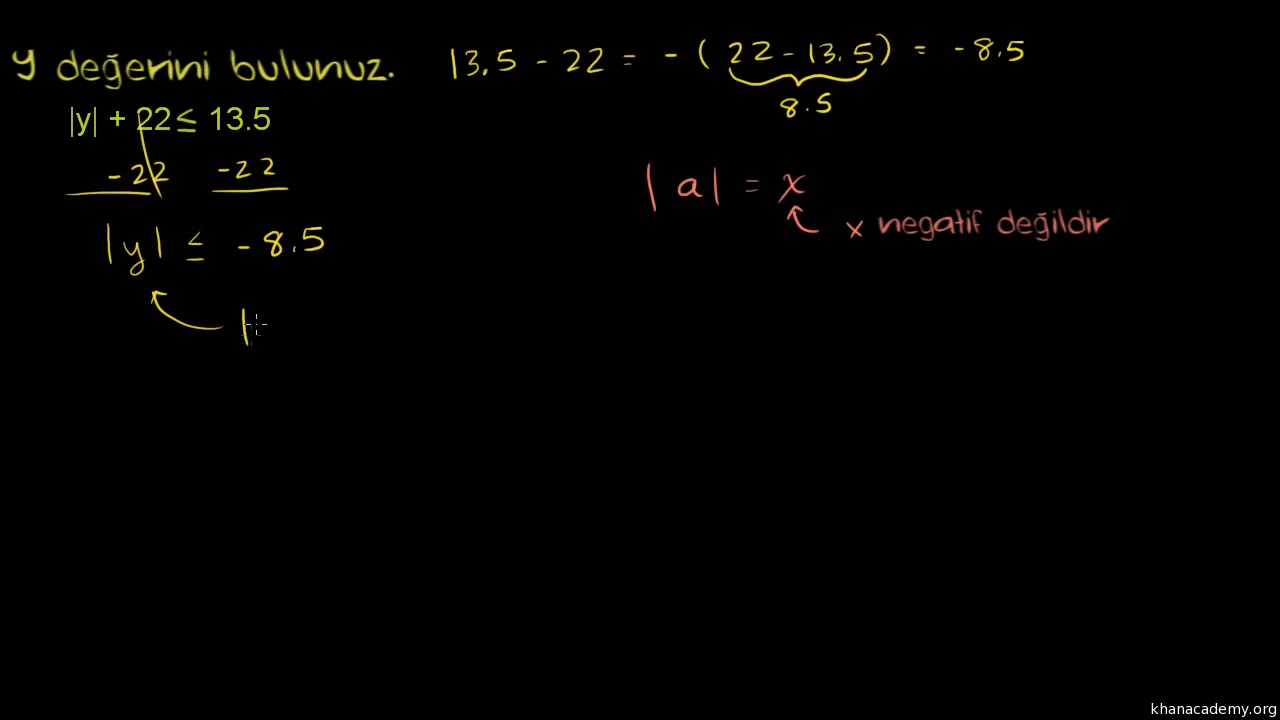 y değerini bulunuz.
13.5 - 22 = - ( 22 - 13.5 ) = - 8.5
8.5
|y| + 22 ≤ 13.5
- 22 - 22
|y| ≤ - 8.5
| a | = x
x negatif değildir
|
khanacademy.org